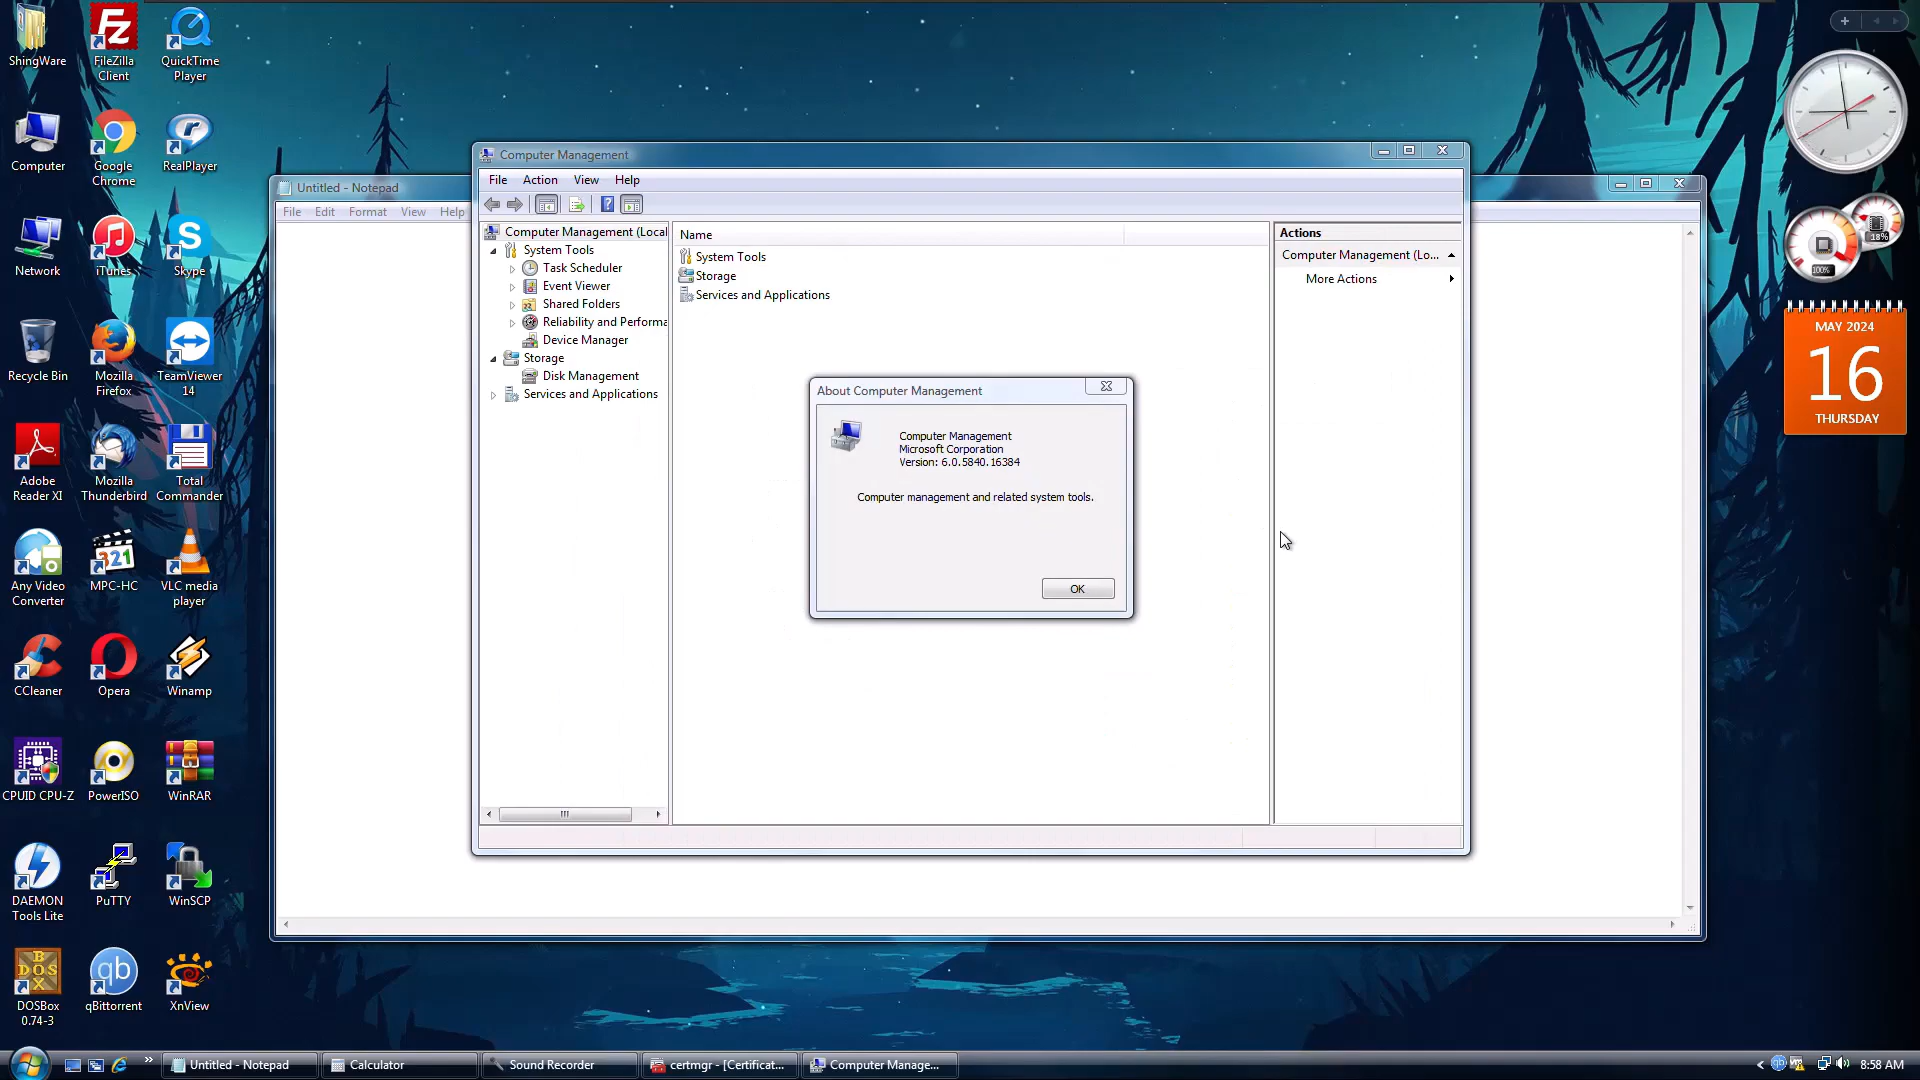 ShingWare
FileZilla
Client
QuickTime
Player
Computer
Google
Chrome
RealPlayer
Network
iTunes
Skype
Recycle Bin
Mozilla
Firefox
TeamViewer
14
Adobe
Reader XI
Mozilla
Thunderbird
Total
Commander
Any Video
Converter
MPC-HC
VLC media
player
CCleaner
Opera
Winamp
CPUID CPU-Z
PowerISO
WinRAR
DAEMON
Tools Lite
PuTTY
WinSCP
DOSBox
0.74-3
qBittorrent
XnView
Untitled - Notepad
File Edit Format View Help
Computer Management
File Action View Help
Computer Management (Local
System Tools
Task Scheduler
Event Viewer
Shared Folders
Reliability and Performa
Device Manager
Storage
Disk Management
Services and Applications
Name
System Tools
Storage
Services and Applications
Actions
Computer Management (Lo...
More Actions
About Computer Management
Computer Management
Microsoft Corporation
Version: 6.0.5840.16384
Computer management and related system tools.
OK
18%
100%
MAY 2024
16
THURSDAY
Untitled - Notepad
Calculator
Sound Recorder
certmgr - [Certificat...
Computer Manage...
8:58 AM